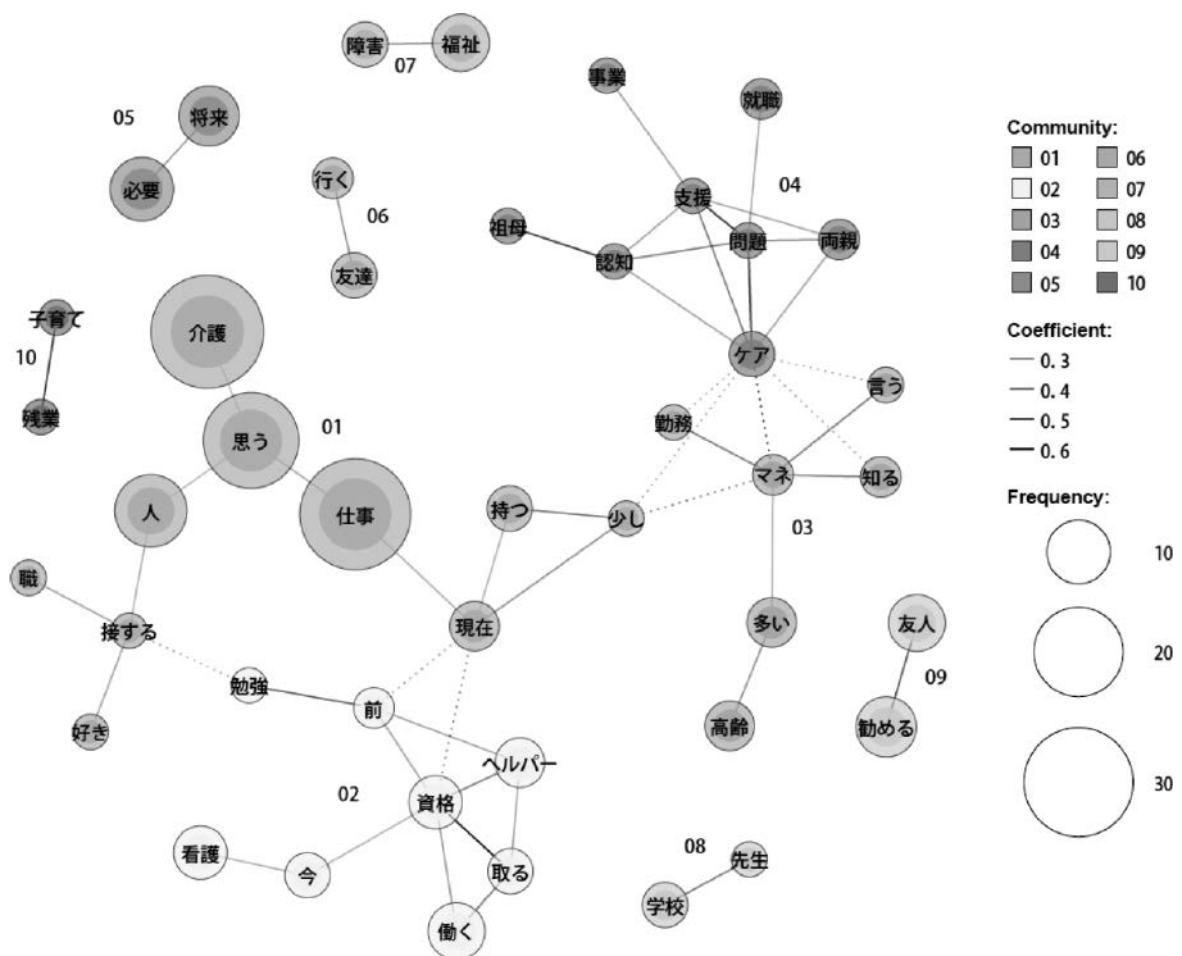 障害
福祉
07
事業
就職
05
将来
必要
行く
06
友達
支援
04
祖母
認知
問題
両親
子育て
10
残業
介護
思う
01
人
仕事
ケア
言う
勤務
マネ
知る
03
持つ
少し
職
接する
現在
多い
友人
09
勧める
勉強
前
好き
高齢
ヘルパー
02
資格
看護
今
取る
働く
08
先生
学校
Community:
01 06
02 07
03 08
04 09
05 10
Coefficient:
0.3
0.4
0.5
0.6
Frequency:
10
20
30